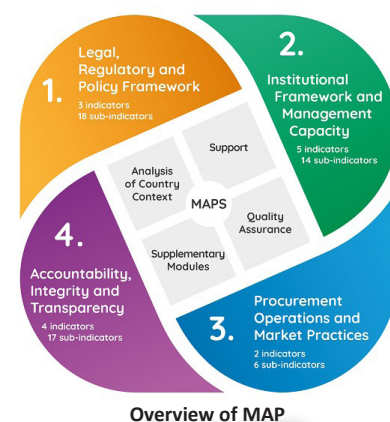 1.
Legal,
Regulatory and
Policy Framework
3 indicators
18 sub-indicators
2.
Institutional
Framework and
Management
Capacity
5 indicators
14 sub-indicators
Support
Analysis
of Country
Context
MAPS
Quality
Assurance
Supplementary
Modules
4.
Accountability,
Integrity and
Transparency
4 indicators
17 sub-indicators
3.
Procurement
Operations and
Market Practices
2 indicators
6 sub-indicators
Overview of MAP